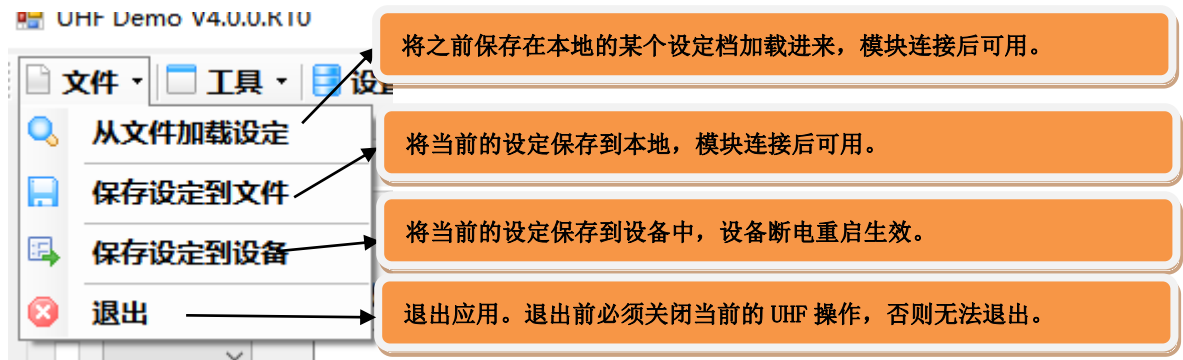 UHF Demo V4.0.0.R10
文件 工具 设置
将之前保存在本地的某个设定档加载进来，模块连接后可用。
从文件加载设定
将当前的设定保存到本地，模块连接后可用。
保存设定到文件
将当前的设定保存到设备中，设备断电重启生效。
保存设定到设备
退出应用。退出前必须关闭当前的 UHF 操作，否则无法退出。
退出